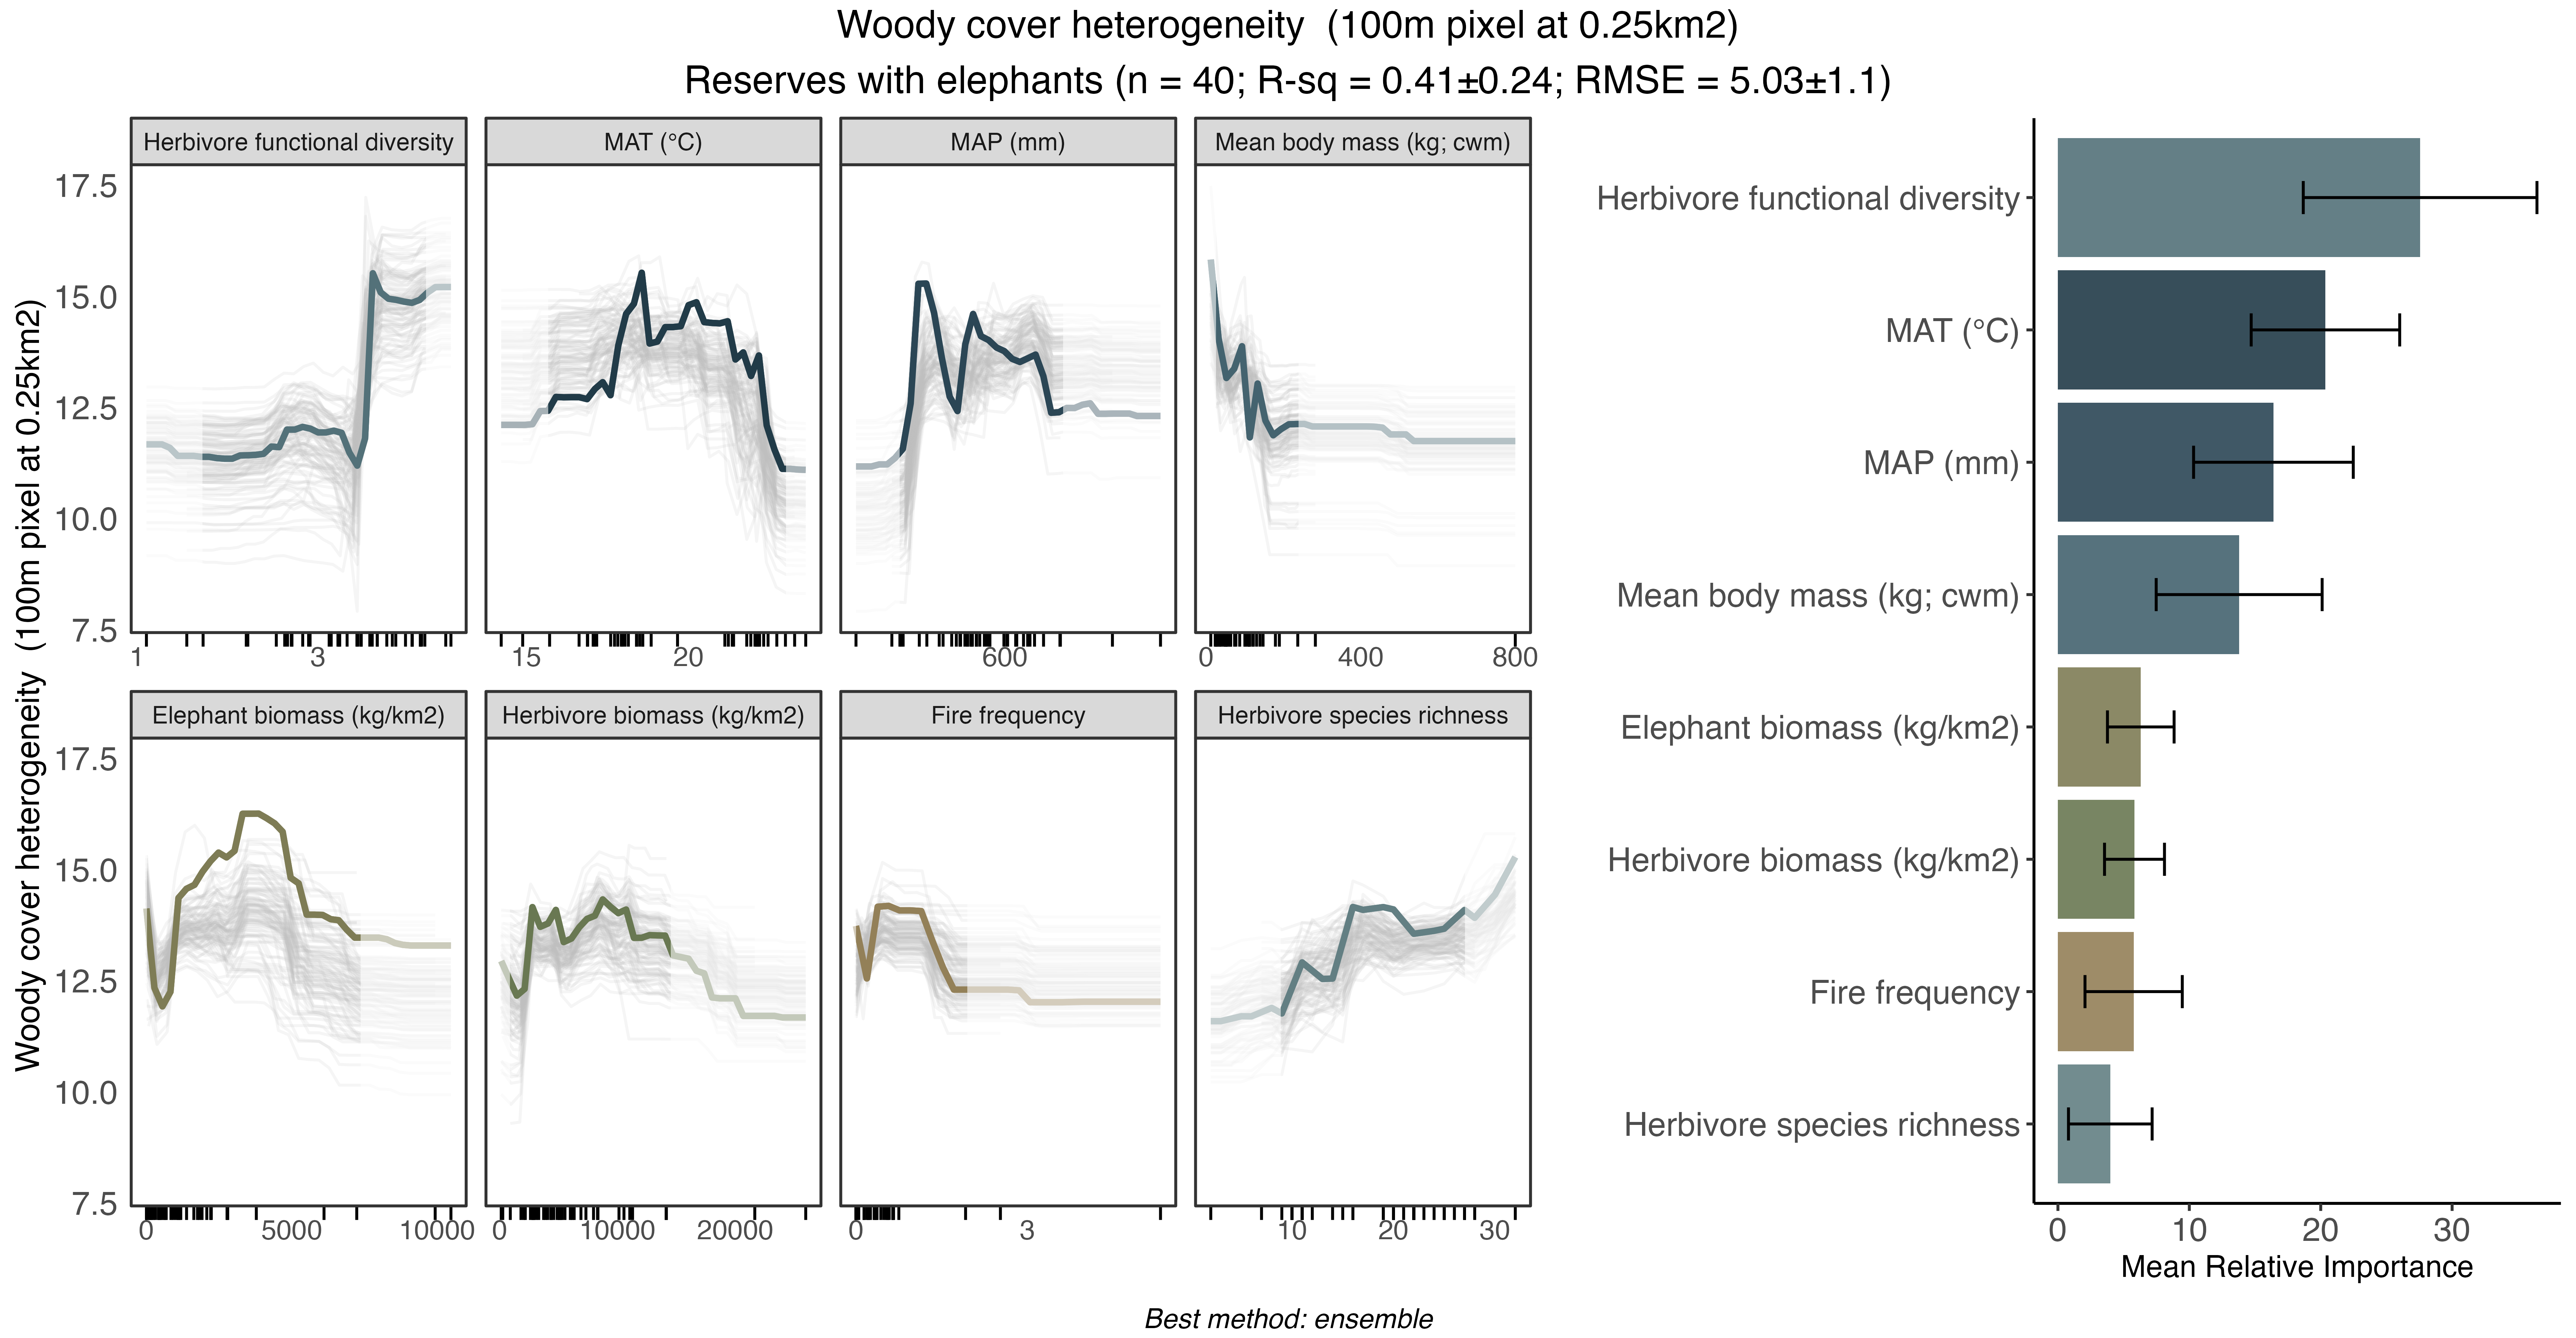 Woody cover heterogeneity  (100m pixel at 0.25km2)
Reserves with elephants (n = 40; R-sq = 0.41±0.24; RMSE = 5.03±1.1)
Woody cover heterogeneity  (100m pixel at 0.25km2)
Herbivore functional diversity
MAT (°C)
MAP (mm)
Mean body mass (kg; cwm)
17.5
15.0
12.5
10.0
7.5
1 3
15 20
600
0 400 800
Elephant biomass (kg/km2)
Herbivore biomass (kg/km2)
Fire frequency
Herbivore species richness
17.5
15.0
12.5
10.0
7.5
0 5000 10000
0 10000 20000
0 3
10 20 30
Herbivore functional diversity
MAT (°C)
MAP (mm)
Mean body mass (kg; cwm)
Elephant biomass (kg/km2)
Herbivore biomass (kg/km2)
Fire frequency
Herbivore species richness
0 10 20 30
Mean Relative Importance
Best method: ensemble